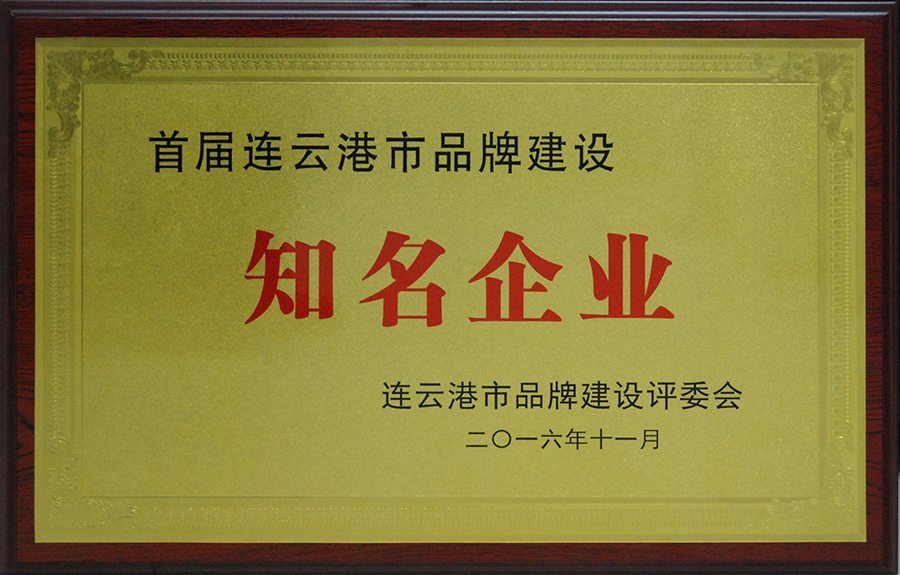 首届连云港市品牌建设
知名企业
连云港市品牌建设评委会
二〇一六年十一月